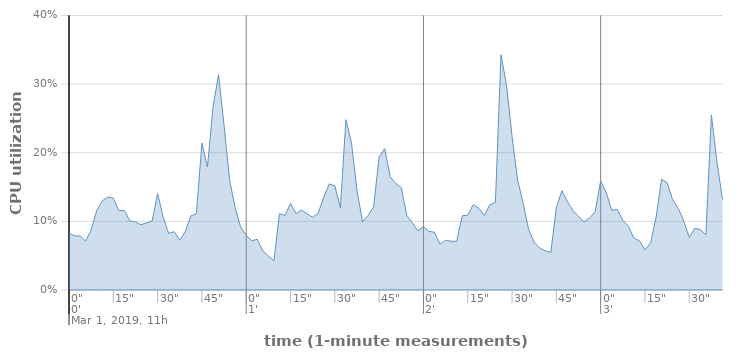 40%
30%
20%
10%
0%
CPU utilization
0" 15" 30" 45" 0" 15" 30" 45" 0" 15" 30" 45" 0" 15" 30"
0' 1' 2' 3'
Mar 1, 2019, 11h
time (1-minute measurements)